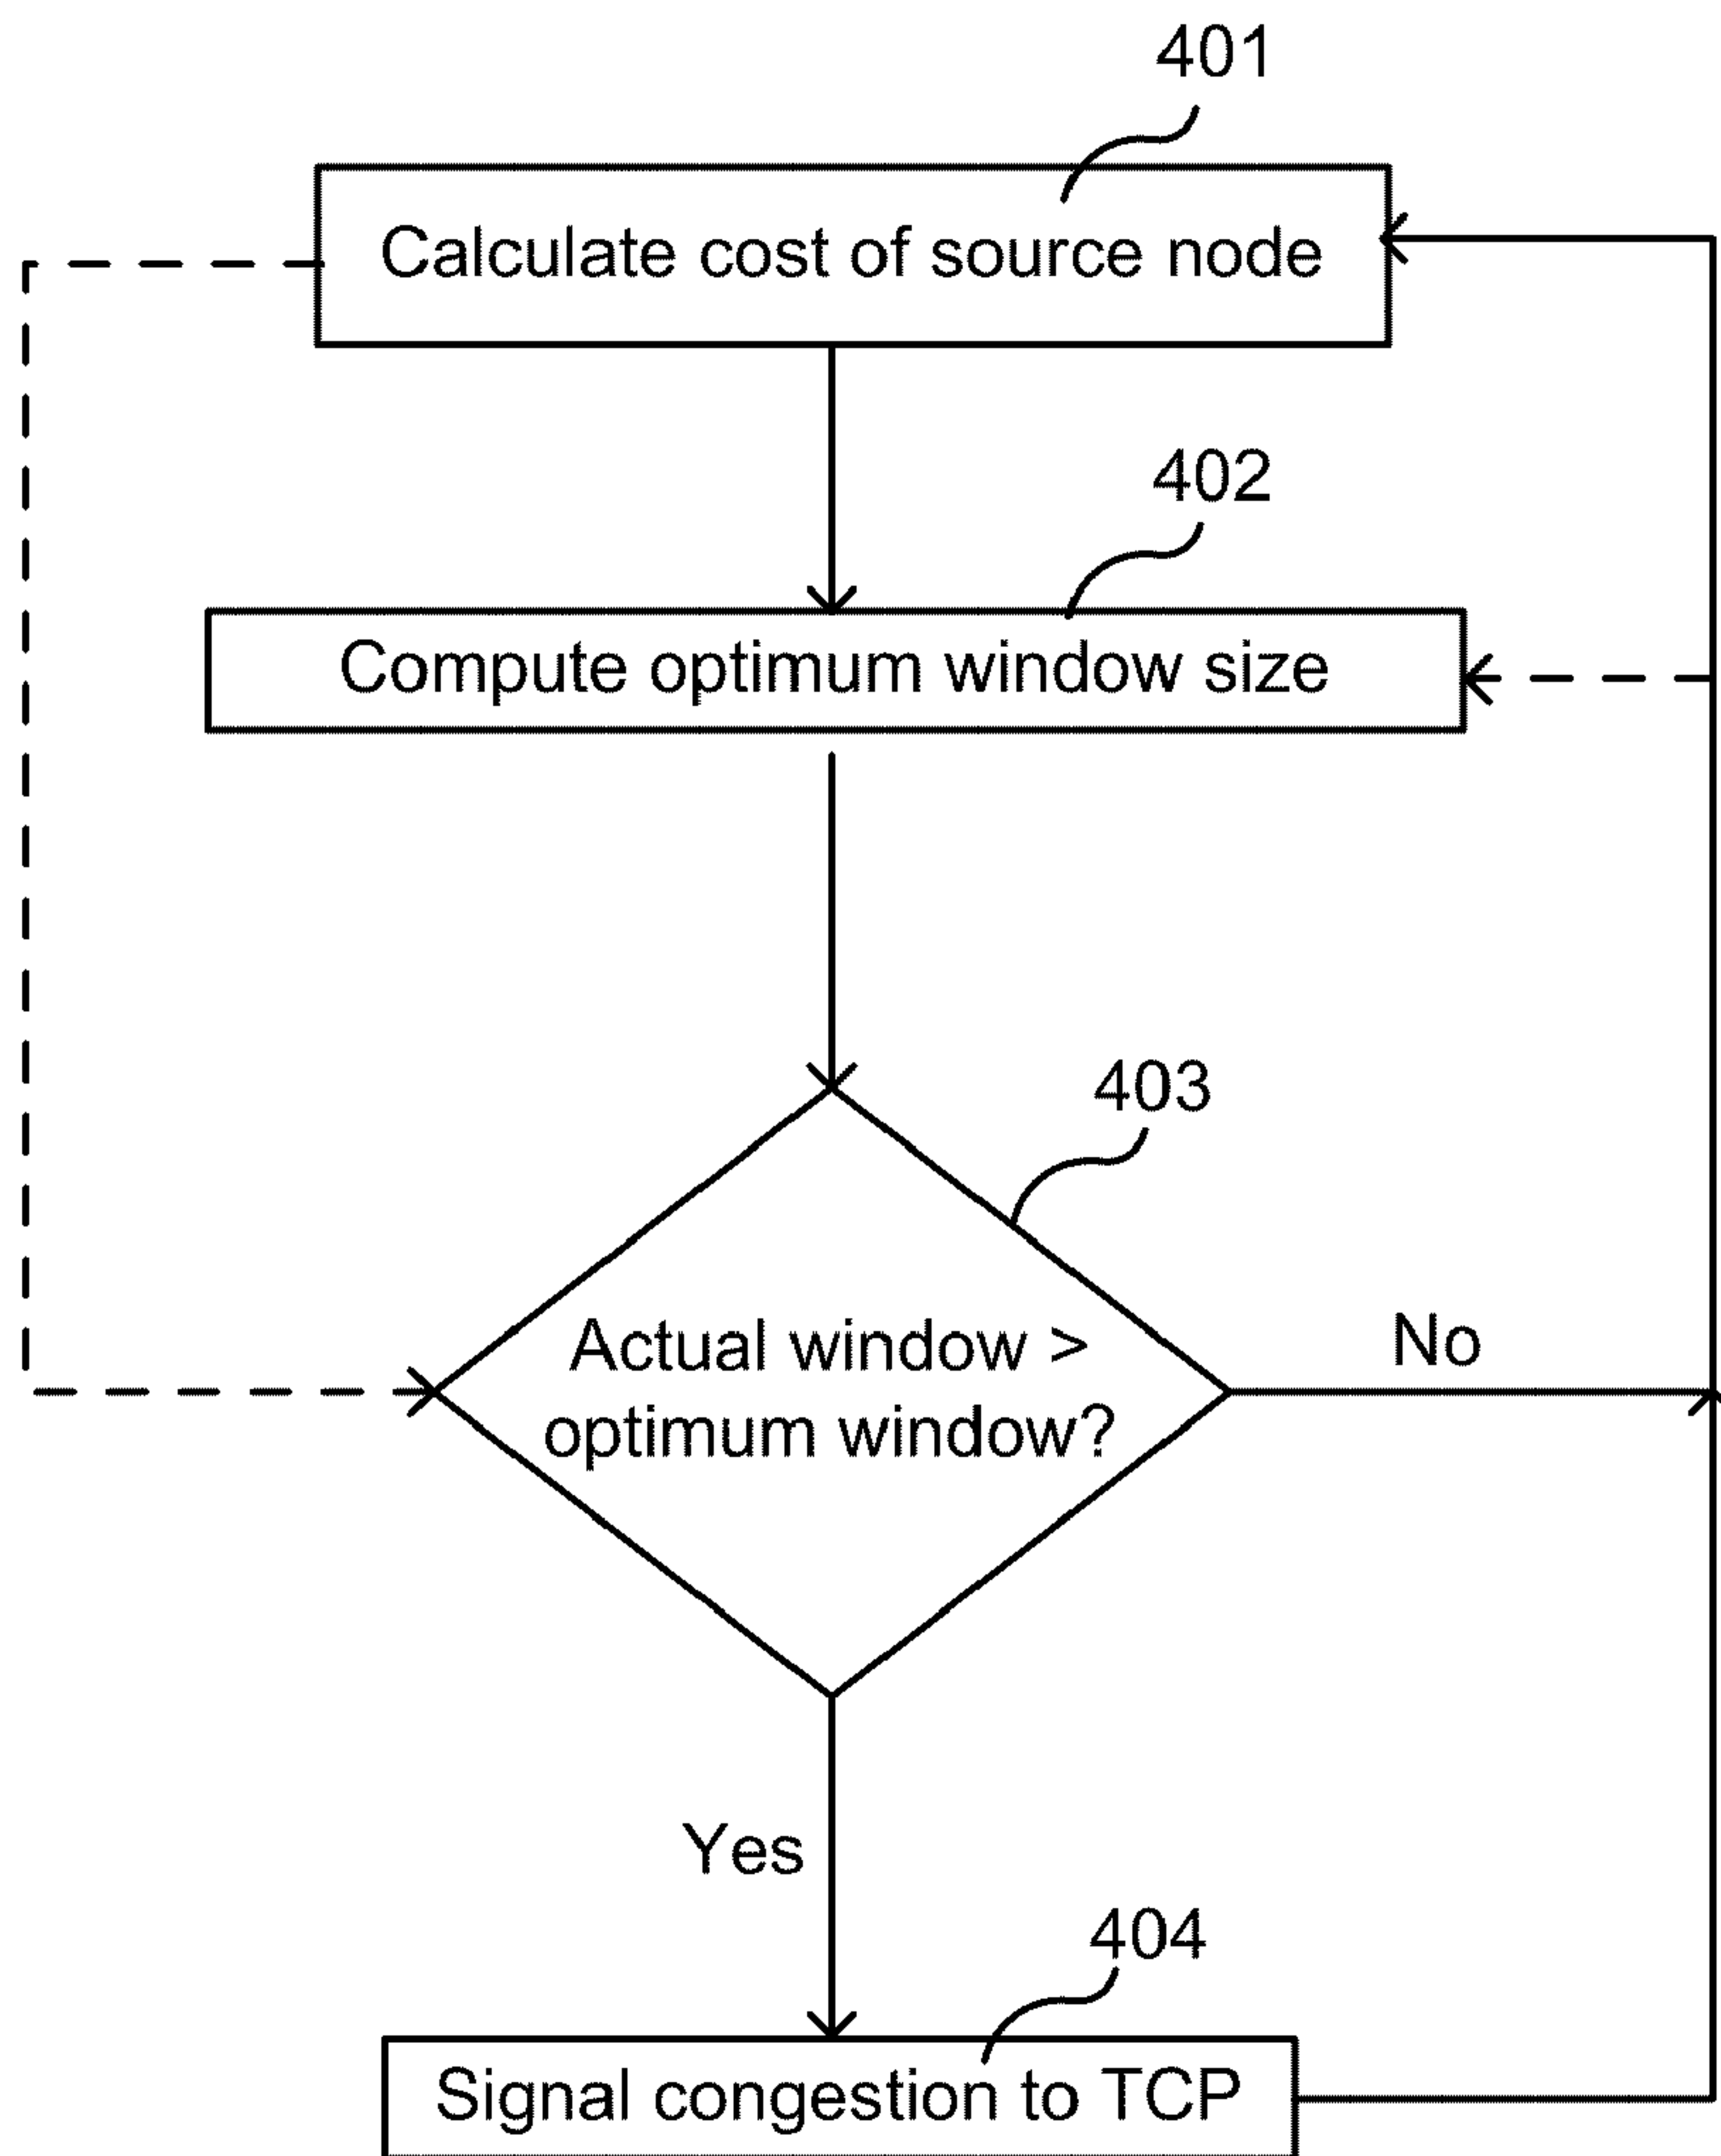 401
Calculate cost of source node
402
Compute optimum window size
403
Actual window >
optimum window?
No
Yes
404
Signal congestion to TCP